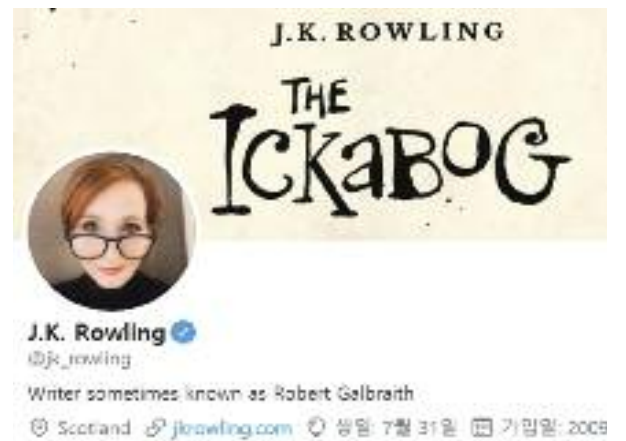 J.K. ROWLING
THE
ICKABOG
J.K. Rowling
@jk_rowling
Writer sometimes known as Robert Galbraith
Scotland jkrowling.com 생일: 7월 31일 가입일: 2009